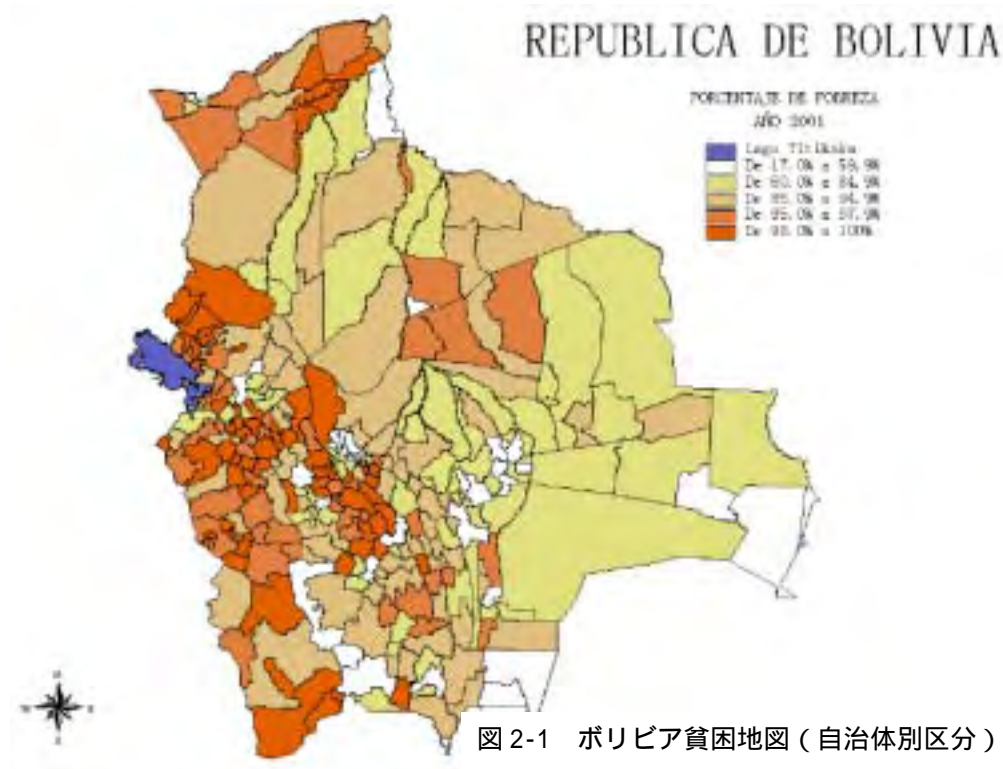 REPUBLICA DE BOLIVIA
PORCENTAJE DE POBREZA
AÑO 2001
Lago Titikaka
De 17.0% a 59.9%
De 60.0% a 84.9%
De 85.0% a 94.9%
De 95.0% a 97.9%
De 98.0% a 100%
図 2-1 ボリビア貧困地図（自治体別区分）